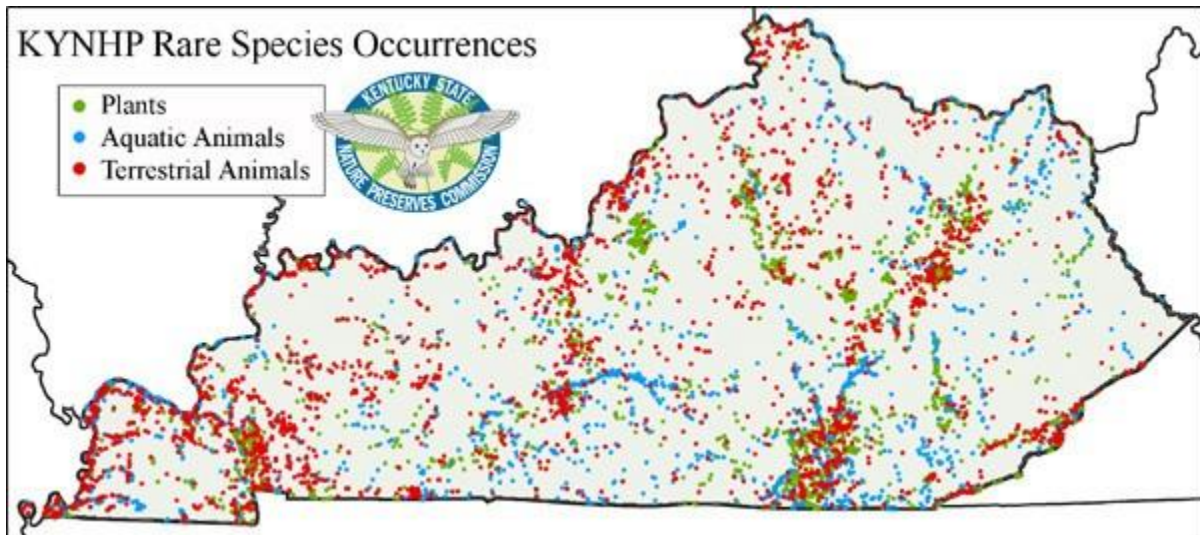 KYNHP Rare Species Occurrences
Plants
Aquatic Animals
Terrestrial Animals
KENTUCKY STATE
NATURE PRESERVES COMMISSION